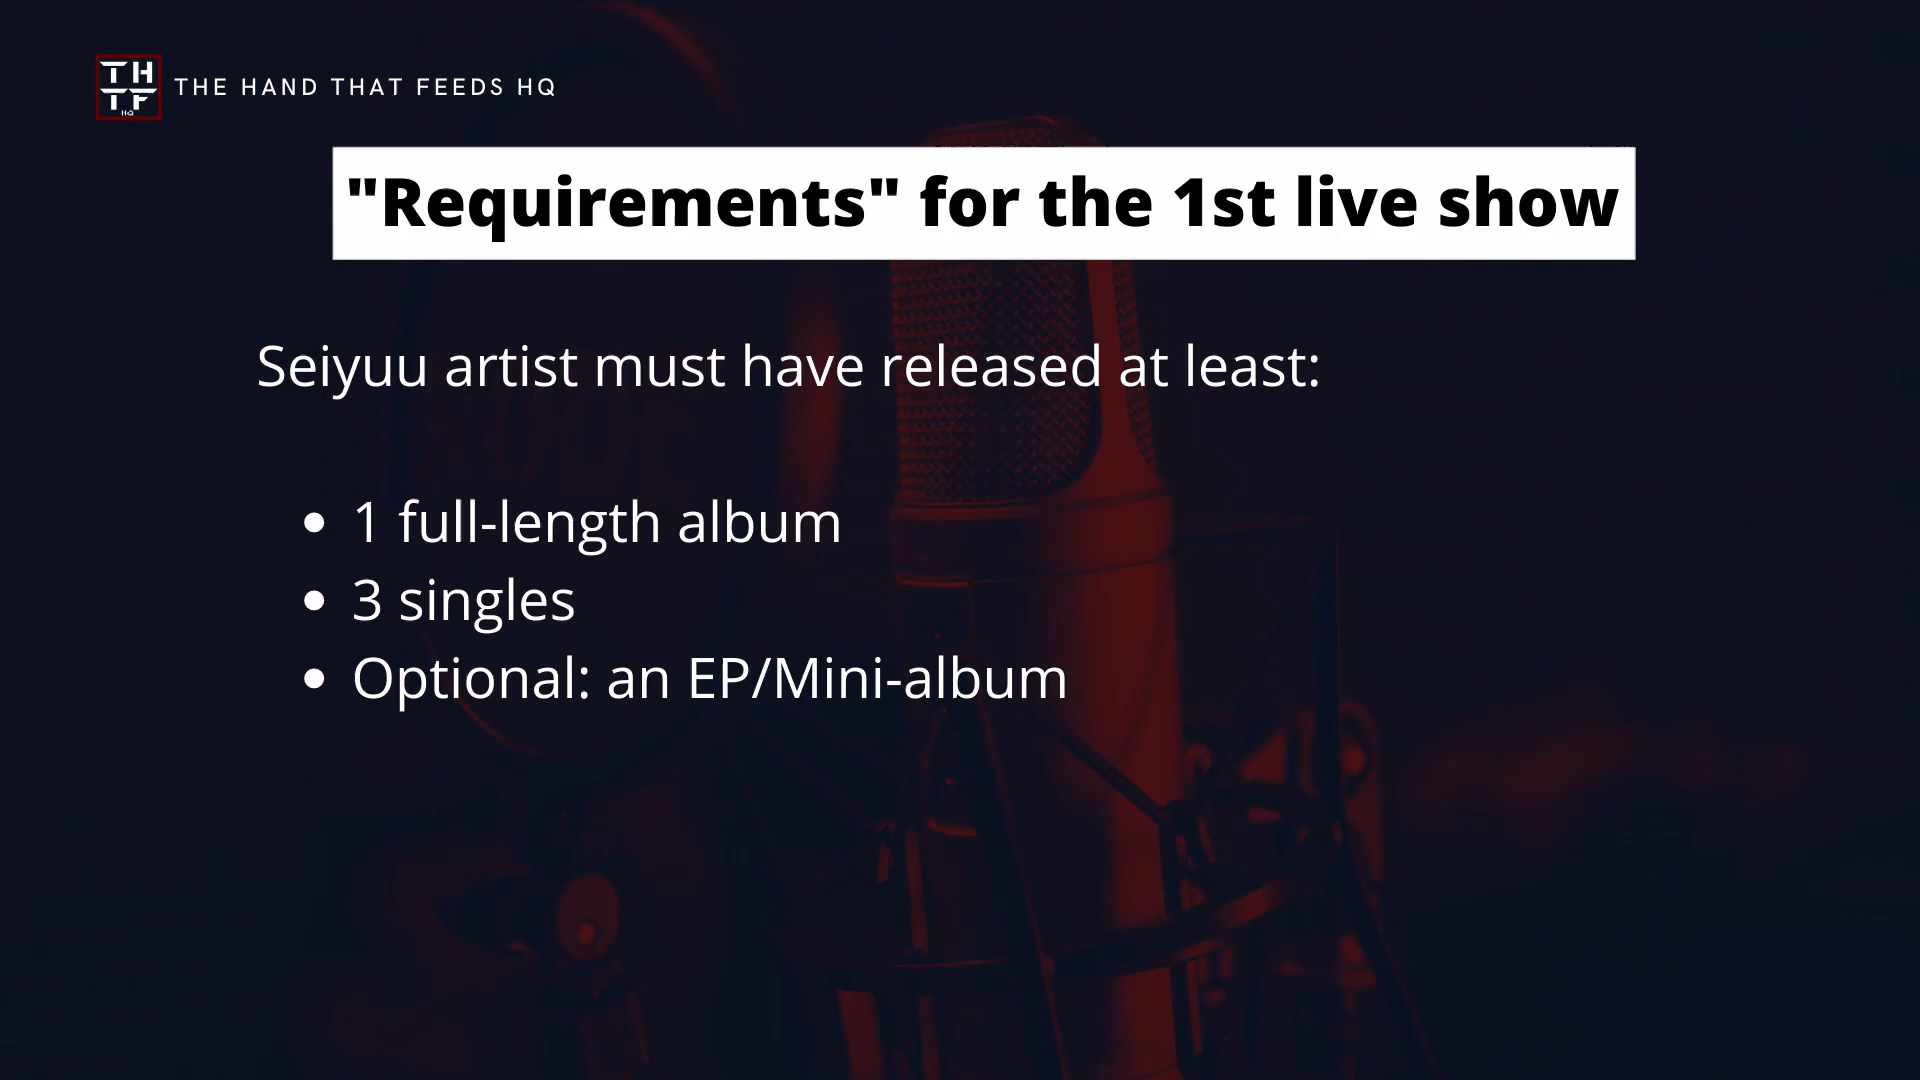 TH
TF
HQ
THE HAND THAT FEEDS HQ
"Requirements" for the 1st live show
Seiyuu artist must have released at least:
• 1 full-length album
• 3 singles
• Optional: an EP/Mini-album